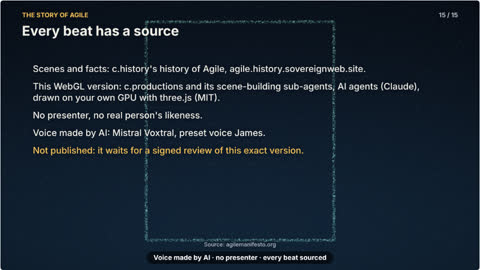 THE STORY OF AGILE
15 / 15
Every beat has a source
Scenes and facts: c.history's history of Agile, agile.history.sovereignweb.site.
This WebGL version: c.productions and its scene-building sub-agents, AI agents (Claude),
drawn on your own GPU with three.js (MIT).
No presenter, no real person's likeness.
Voice made by AI: Mistral Voxtral, preset voice James.
Not published: it waits for a signed review of this exact version.
Source: agilemanifesto.org
Voice made by AI · no presenter · every beat sourced